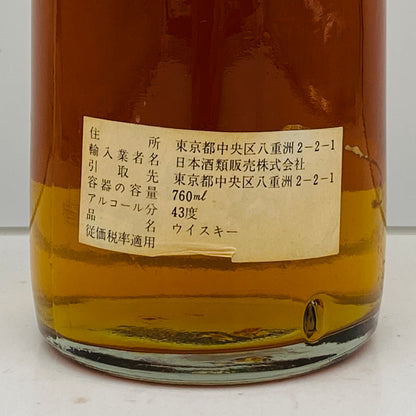 住所 東京都中央区八重洲2-2-1
輸入業者名 日本酒類販売株式会社
引取先 東京都中央区八重洲2-2-1
容器の容量 760ml
アルコール分 43度
品名 ウイスキー
従価税率適用